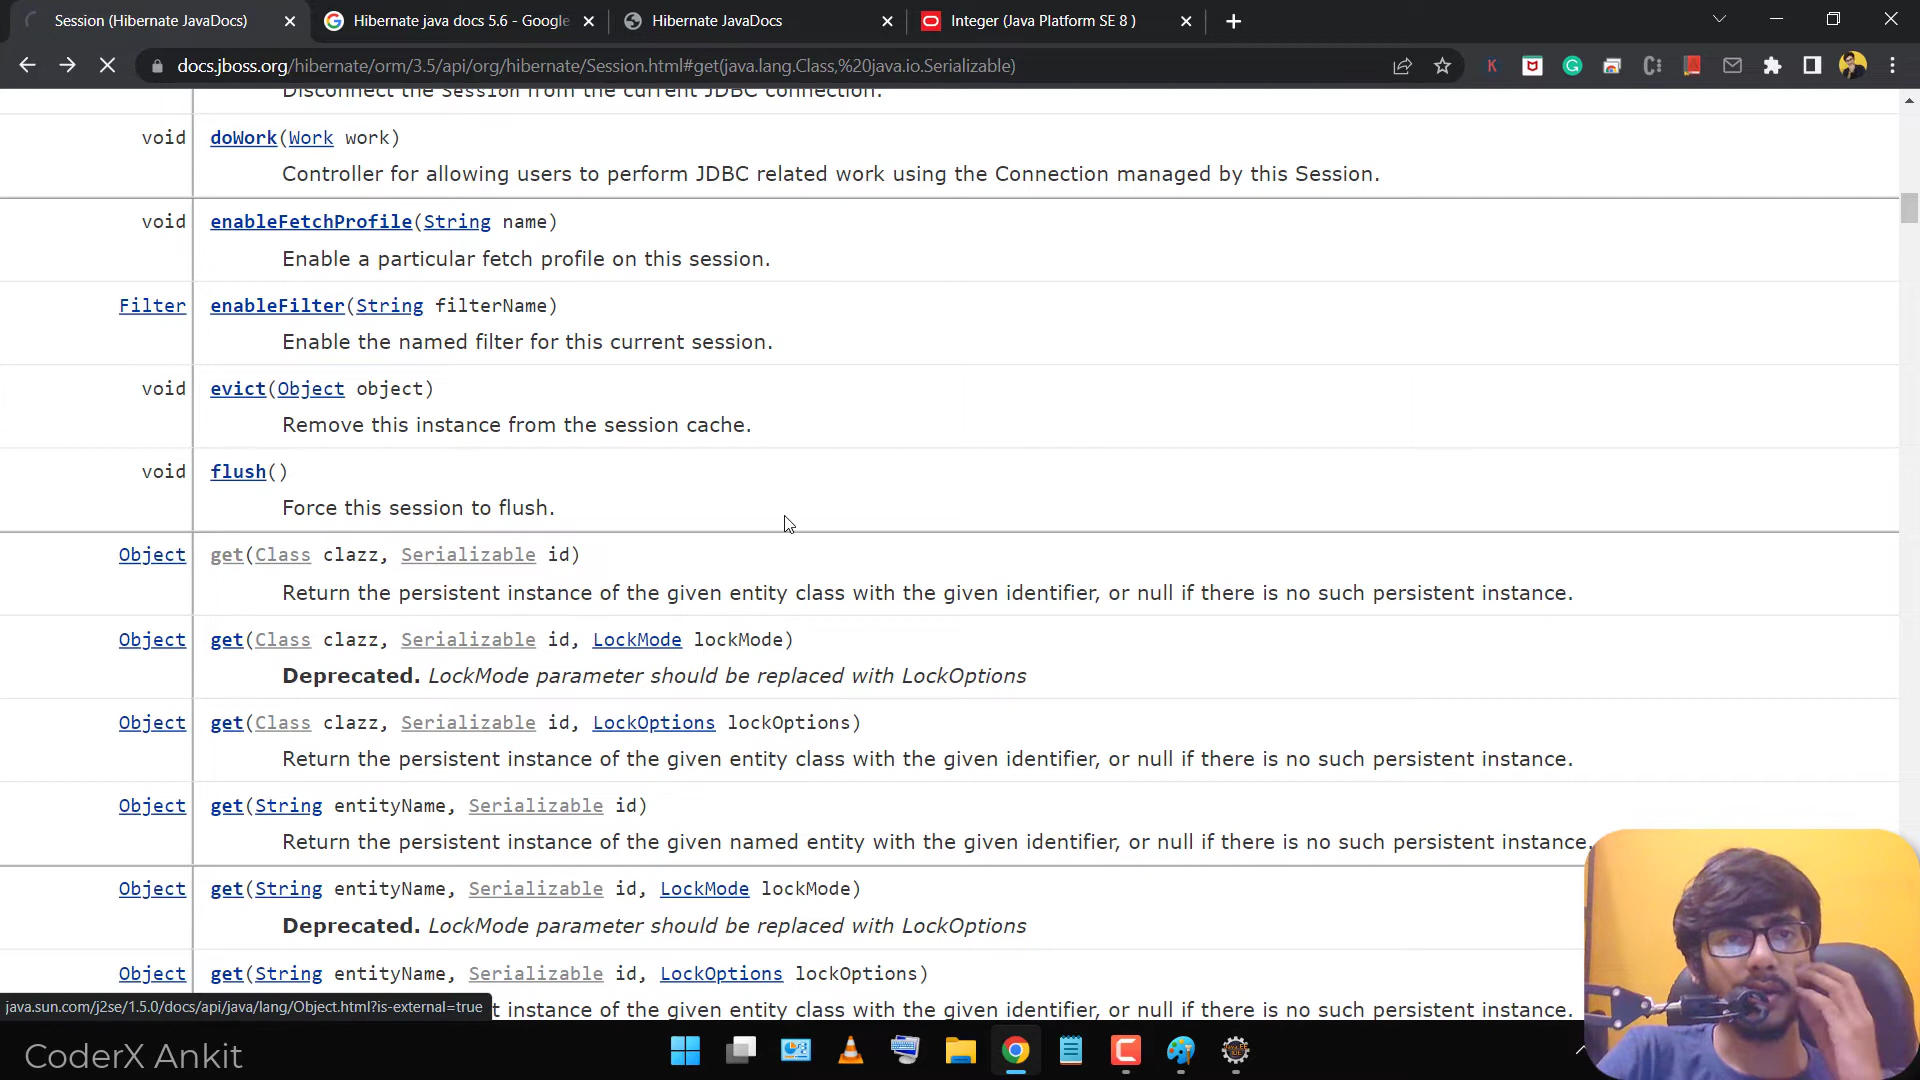 Session (Hibernate JavaDocs)
Hibernate java docs 5.6 - Google
Hibernate JavaDocs
Integer (Java Platform SE 8 )
docs.jboss.org/hibernate/orm/3.5/api/org/hibernate/Session.html#get(java.lang.Class,%20java.io.Serializable)
Disconnect the Session from the current JDBC connection.
void doWork(Work work)
Controller for allowing users to perform JDBC related work using the Connection managed by this Session.
void enableFetchProfile(String name)
Enable a particular fetch profile on this session.
Filter enableFilter(String filterName)
Enable the named filter for this current session.
void evict(Object object)
Remove this instance from the session cache.
void flush()
Force this session to flush.
Object get(Class clazz, Serializable id)
Return the persistent instance of the given entity class with the given identifier, or null if there is no such persistent instance.
Object get(Class clazz, Serializable id, LockMode lockMode)
Deprecated. LockMode parameter should be replaced with LockOptions
Object get(Class clazz, Serializable id, LockOptions lockOptions)
Return the persistent instance of the given entity class with the given identifier, or null if there is no such persistent instance.
Object get(String entityName, Serializable id)
Return the persistent instance of the given named entity with the given identifier, or null if there is no such persistent instance.
Object get(String entityName, Serializable id, LockMode lockMode)
Deprecated. LockMode parameter should be replaced with LockOptions
Object get(String entityName, Serializable id, LockOptions lockOptions)
java.sun.com/j2se/1.5.0/docs/api/java/lang/Object.html?is-external=true
t instance of the given entity class with the given identifier, or null if there is no such persistent instance.
CoderX Ankit